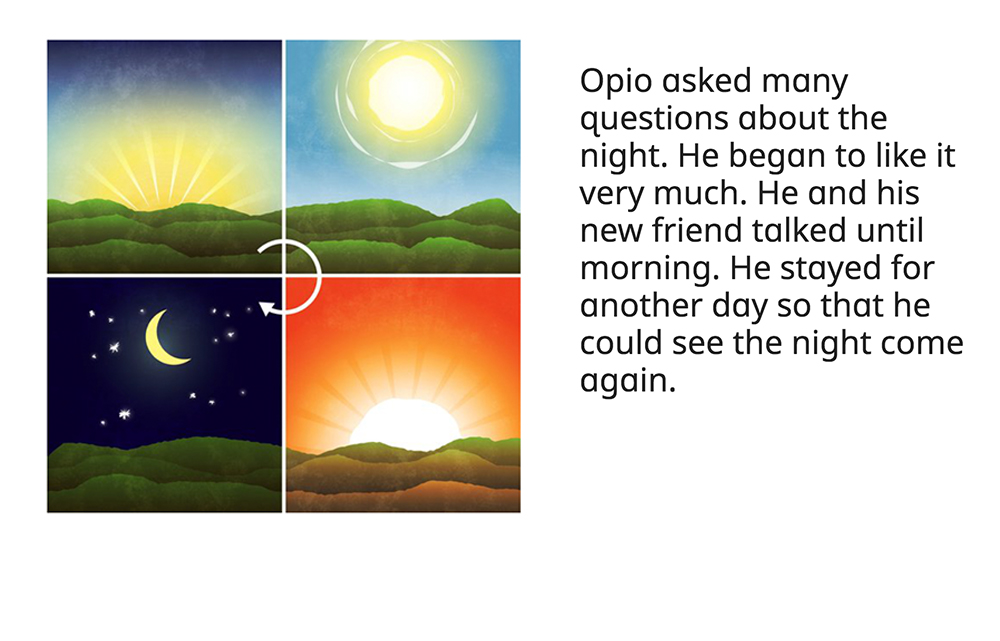 Opio asked many
questions about the
night. He began to like it
very much. He and his
new friend talked until
morning. He stayed for
another day so that he
could see the night come
again.